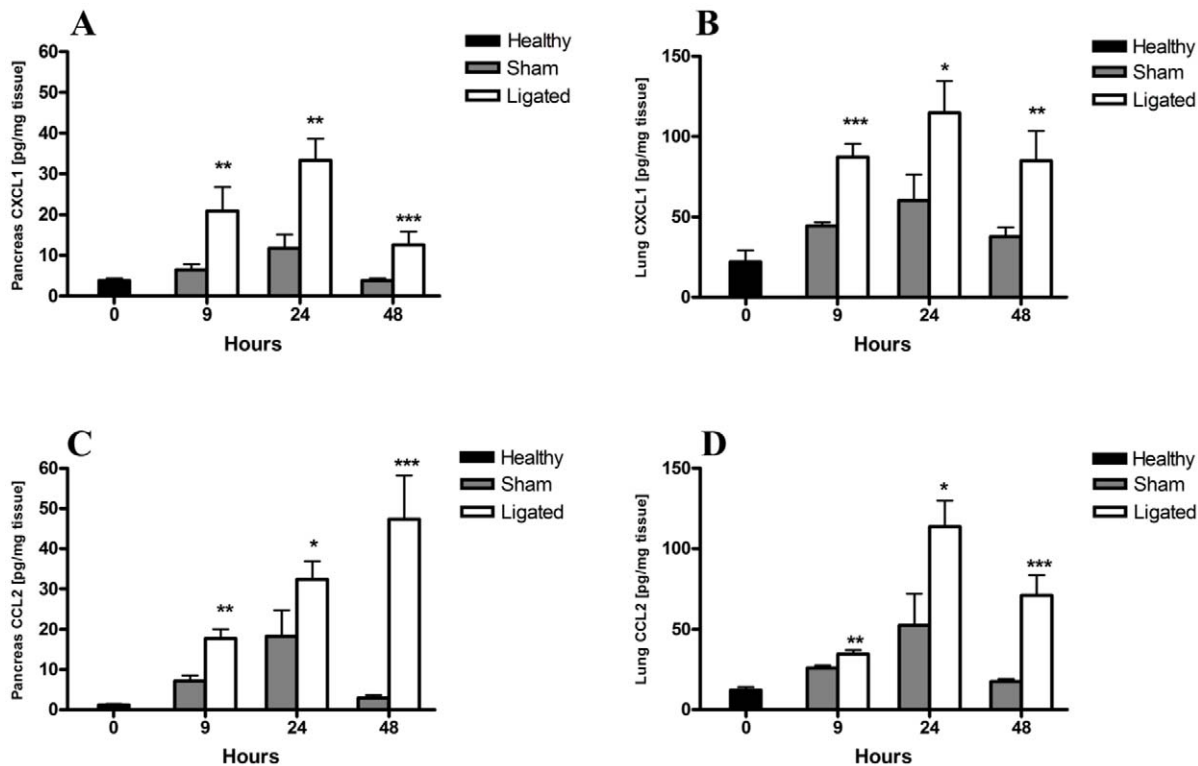 A
Pancreas CXCL1 [pg/mg tissue]
60
50
40
30
20
10
0
**
**
***
0 9 24 48
Hours
Healthy
Sham
Ligated
B
Lung CXCL1 [pg/mg tissue]
150
100
50
0
***
*
**
0 9 24 48
Hours
Healthy
Sham
Ligated
C
Pancreas CCL2 [pg/mg tissue]
60
50
40
30
20
10
0
**
*
***
0 9 24 48
Hours
Healthy
Sham
Ligated
D
Lung CCL2 [pg/mg tissue]
150
100
50
0
**
*
***
0 9 24 48
Hours
Healthy
Sham
Ligated